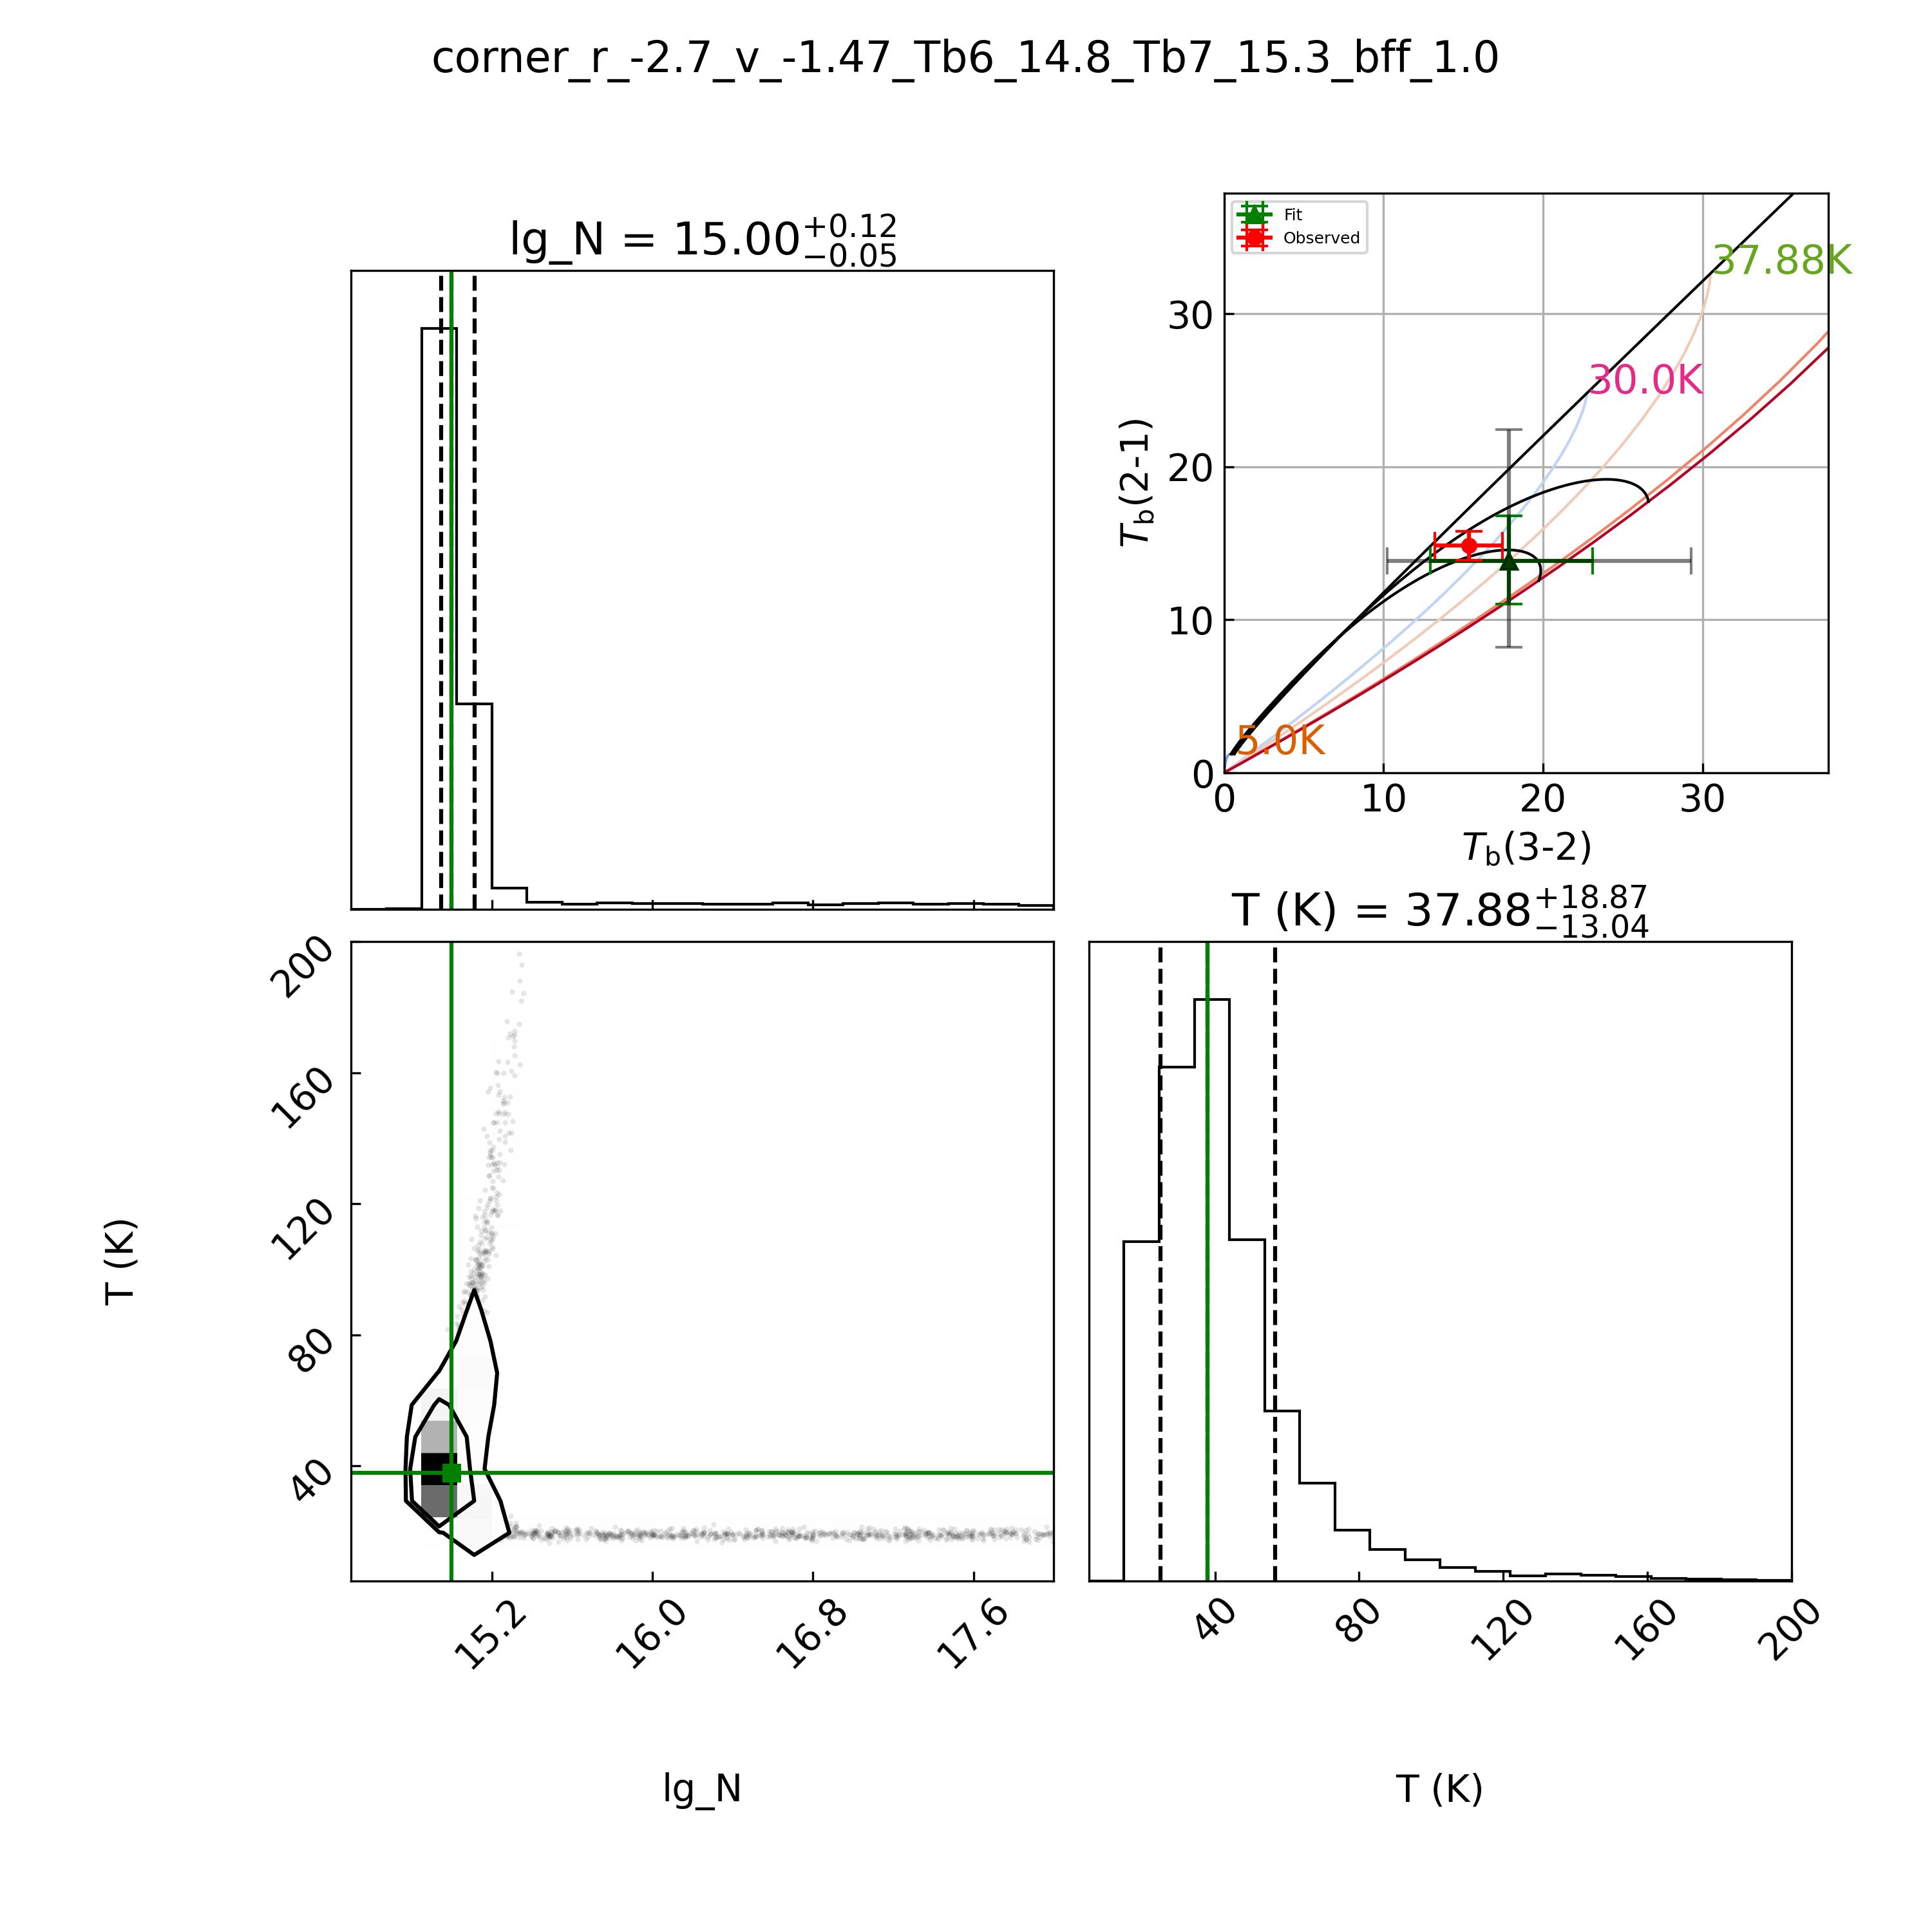 corner_r_-2.7_v_-1.47_Tb6_14.8_Tb7_15.3_bff_1.0
lg_N = 15.00+0.12−0.05
Fit
Observed
37.88K
30.0K
5.0K
30
20
10
0
Tb(2-1)
0 10 20 30
Tb(3-2)
T (K) = 37.88+18.87−13.04
200
160
120
80
40
T (K)
15.2 16.0 16.8 17.6
lg_N
40 80 120 160 200
T (K)